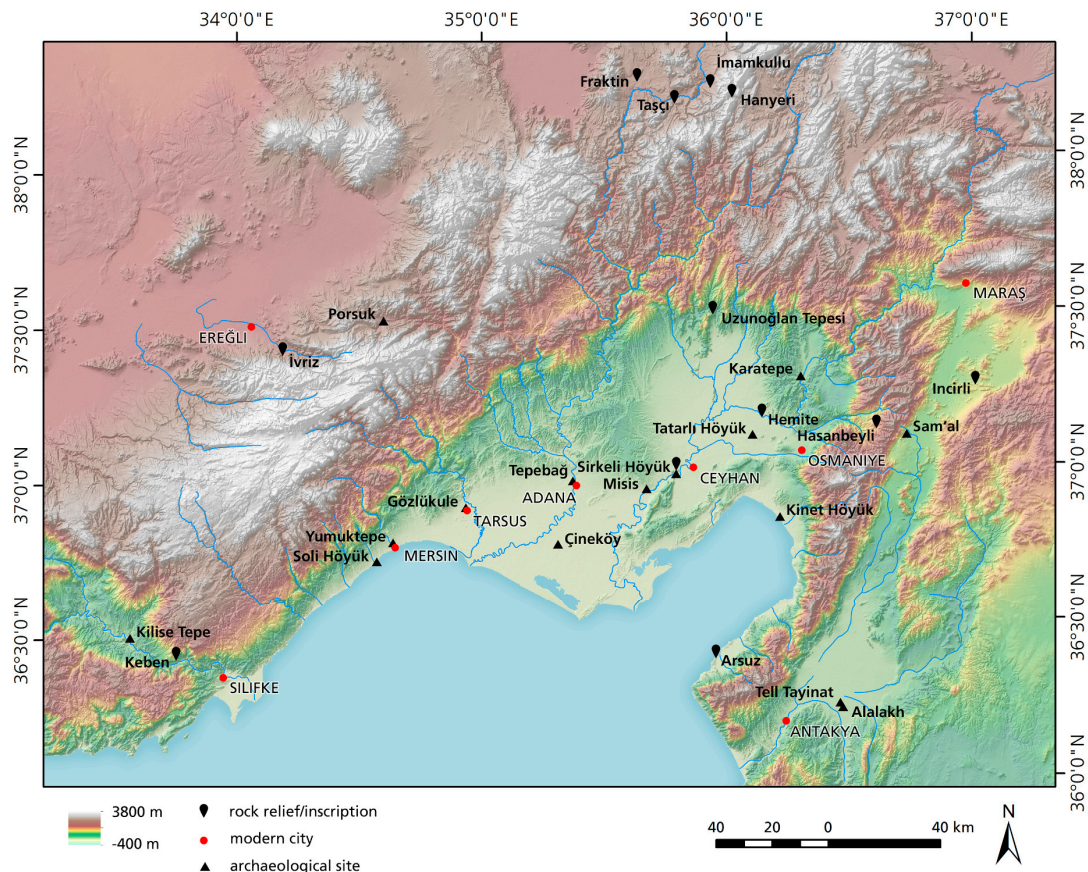 34°0'0"E
35°0'0"E
36°0'0"E
37°0'0"E
38°0'0"N
37°30'0"N
37°0'0"N
36°30'0"N
38°0'0"N
37°30'0"N
37°0'0"N
36°30'0"N
36°0'0"N
İmamkullu
Fraktin
Taşçı
Hanyeri
MARAŞ
Porsuk
Uzunoğlan Tepesi
EREĞLI
İvriz
Karatepe
Incirli
Hemite
Tatarlı Höyük
Hasanbeyli
Sam'al
OSMANIYE
Tepebağ
Sirkeli Höyük
CEYHAN
Misis
ADANA
Gözlükule
TARSUS
Kinet Höyük
Yumuktepe
Çineköy
Soli Höyük
MERSIN
Kilise Tepe
Keben
Arsuz
SILIFKE
Tell Tayinat
Alalakh
ANTAKYA
3800 m
-400 m
rock relief/inscription
modern city
archaeological site
40 20 0 40 km
N